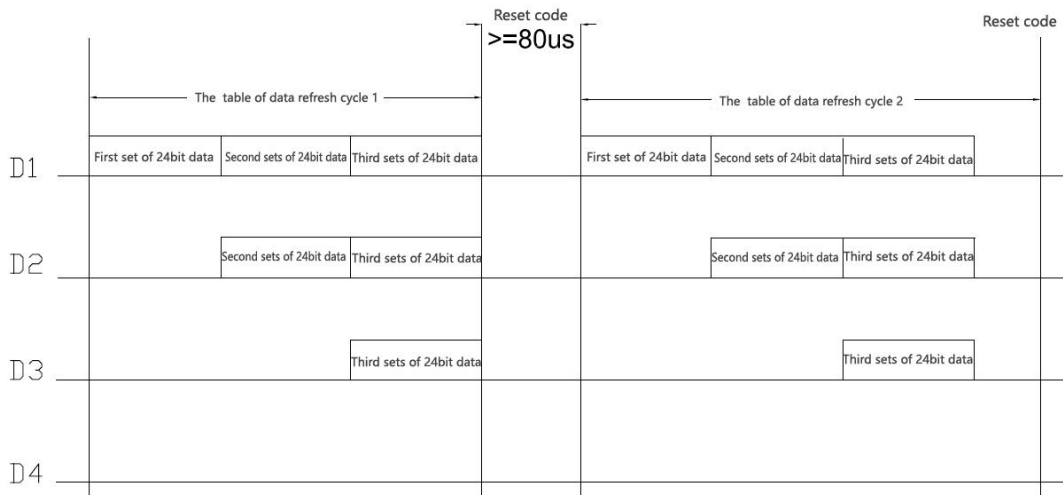 Reset code
>=80us
Reset code
The table of data refresh cycle 1
The table of data refresh cycle 2
D1
First set of 24bit data
Second sets of 24bit data
Third sets of 24bit data
First set of 24bit data
Second sets of 24bit data
Third sets of 24bit data
D2
Second sets of 24bit data
Third sets of 24bit data
Second sets of 24bit data
Third sets of 24bit data
D3
Third sets of 24bit data
Third sets of 24bit data
D4